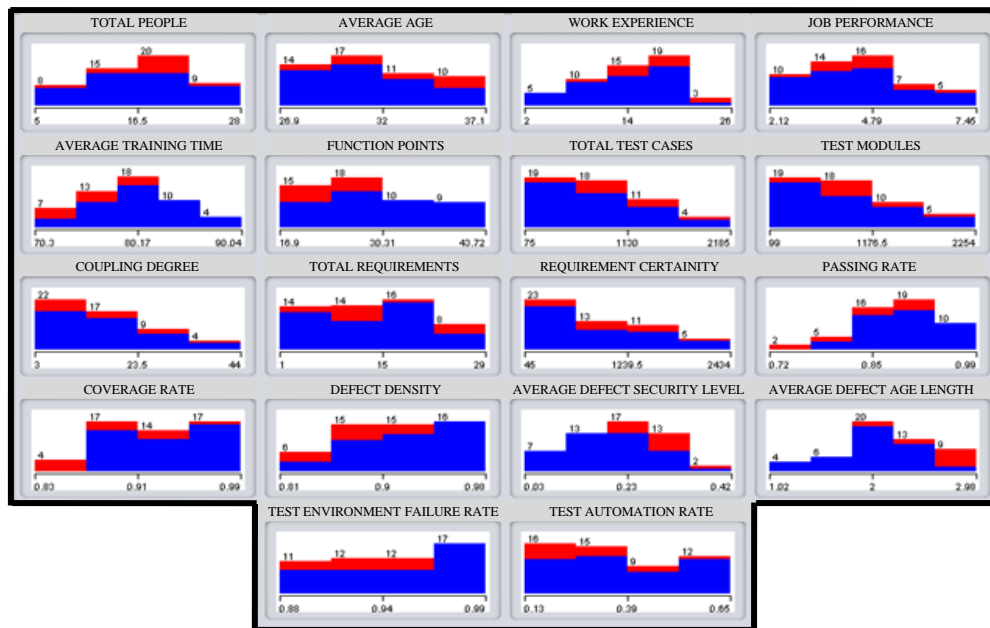 TOTAL PEOPLE
8 15 20 9
5 16.5 28
AVERAGE AGE
14 17 11 10
26.9 32 37.1
WORK EXPERIENCE
5 10 15 19 3
2 14 26
JOB PERFORMANCE
10 14 16 7 5
2.12 4.79 7.45
AVERAGE TRAINING TIME
7 13 18 10 4
70.3 80.17 90.04
FUNCTION POINTS
15 18 10 9
16.9 30.31 43.72
TOTAL TEST CASES
19 18 11 4
75 1130 2185
TEST MODULES
19 18 10 5
99 1176.5 2254
COUPLING DEGREE
22 17 9 4
3 23.5 44
TOTAL REQUIREMENTS
14 14 16 8
1 15 29
REQUIREMENT CERTAINITY
23 13 11 5
45 1239.5 2434
PASSING RATE
2 5 16 19 10
0.72 0.85 0.99
COVERAGE RATE
4 17 14 17
0.83 0.91 0.99
DEFECT DENSITY
6 15 15 16
0.81 0.9 0.98
AVERAGE DEFECT SECURITY LEVEL
7 13 17 13 2
0.03 0.23 0.42
AVERAGE DEFECT AGE LENGTH
4 6 20 13 9
1.02 2 2.98
TEST ENVIRONMENT FAILURE RATE
11 12 12 17
0.88 0.94 0.99
TEST AUTOMATION RATE
16 15 9 12
0.13 0.39 0.65